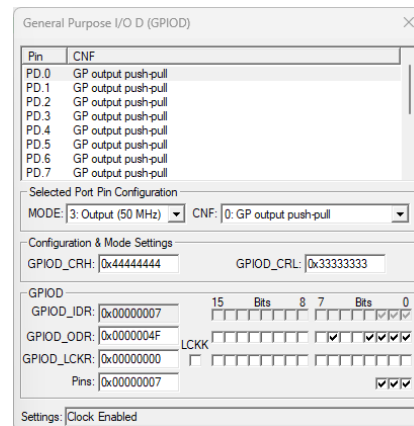 General Purpose I/O D (GPIOD)
Pin CNF
PD.0 GP output push-pull
PD.1 GP output push-pull
PD.2 GP output push-pull
PD.3 GP output push-pull
PD.4 GP output push-pull
PD.5 GP output push-pull
PD.6 GP output push-pull
PD.7 GP output push-pull
Selected Port Pin Configuration
MODE: 3: Output (50 MHz) CNF: 0: GP output push-pull
Configuration & Mode Settings
GPIOD_CRH: 0x44444444 GPIOD_CRL: 0x33333333
GPIOD
15 Bits 8 7 Bits 0
GPIOD_IDR: 0x00000007
GPIOD_ODR: 0x0000004F
LCKK
GPIOD_LCKR: 0x00000000
Pins: 0x00000007
Settings: Clock Enabled